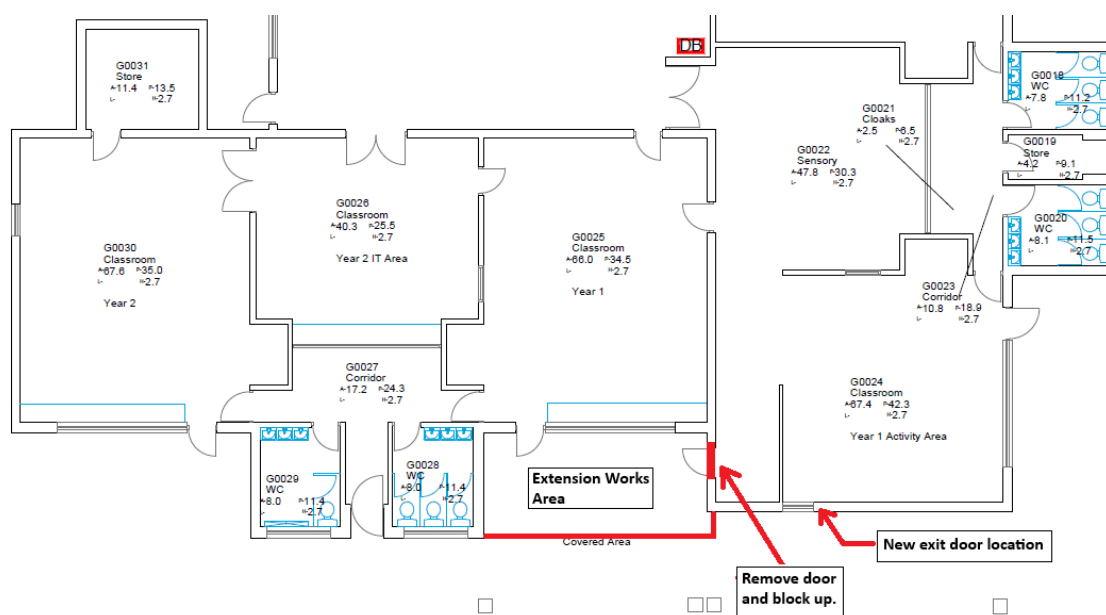 DB
G0031
Store
A-11.4 P-13.5
L- H-2.7
G0018
WC
A-7.8 P-11.2
L- H-2.7
G0021
Cloaks
A-2.5 P-6.5
L- H-2.7
G0019
Store
A-4.2 P-9.1
L- H-2.7
G0022
Sensory
A-47.8 P-30.3
L- H-2.7
G0026
Classroom
A-40.3 P-25.5
L- H-2.7
Year 2 IT Area
G0020
WC
A-8.1 P-11.5
L- H-2.7
G0030
Classroom
A-67.6 P-35.0
L- H-2.7
Year 2
G0025
Classroom
A-66.0 P-34.5
L- H-2.7
Year 1
G0023
Corridor
A-10.8 P-18.9
L- H-2.7
G0027
Corridor
A-17.2 P-24.3
L- H-2.7
G0024
Classroom
A-67.4 P-42.3
L- H-2.7
Year 1 Activity Area
G0029
WC
A-8.0 P-11.4
L- H-2.7
G0028
WC
A-8.0 P-11.4
L- H-2.7
Extension Works
Area
Covered Area
New exit door location
Remove door
and block up.